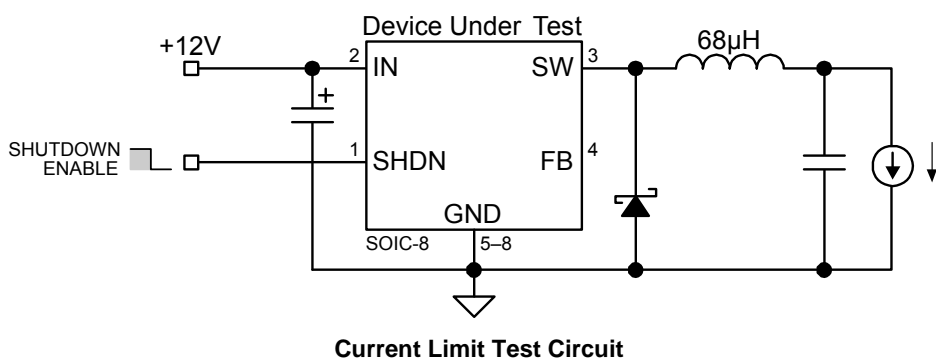 Device Under Test
+12V
68µH
2
IN
SW
3
+
SHUTDOWN
ENABLE
1
SHDN
FB
4
GND
SOIC-8
5–8
Current Limit Test Circuit